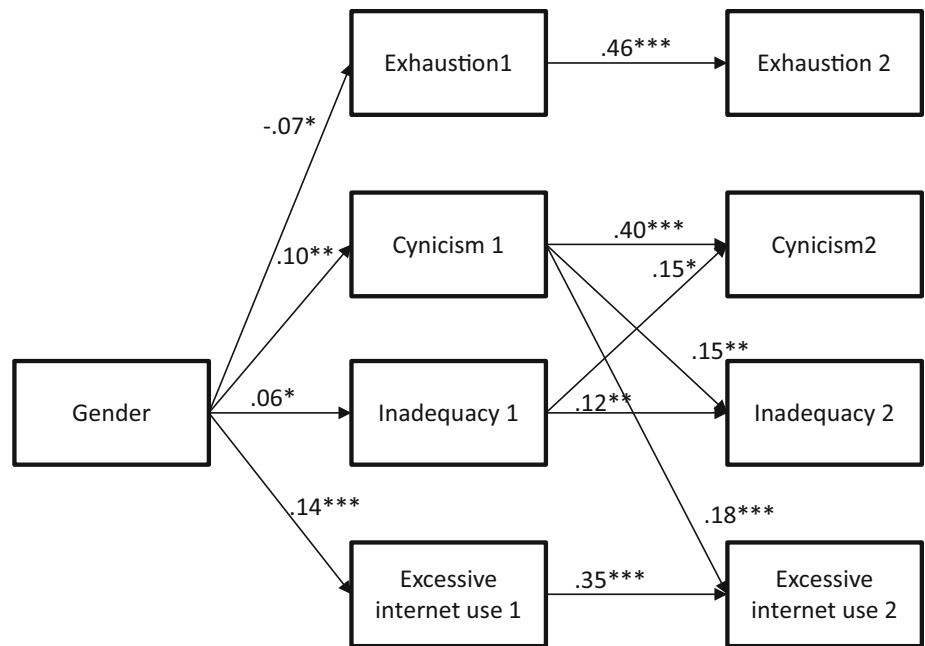 Exhaustion1
.46***
Exhaustion 2
-.07*
Cynicism 1
.40***
Cynicism2
.10**
.15*
.15**
Gender
.06*
Inadequacy 1
.12**
Inadequacy 2
.14***
.18***
Excessive
internet use 1
.35***
Excessive
internet use 2